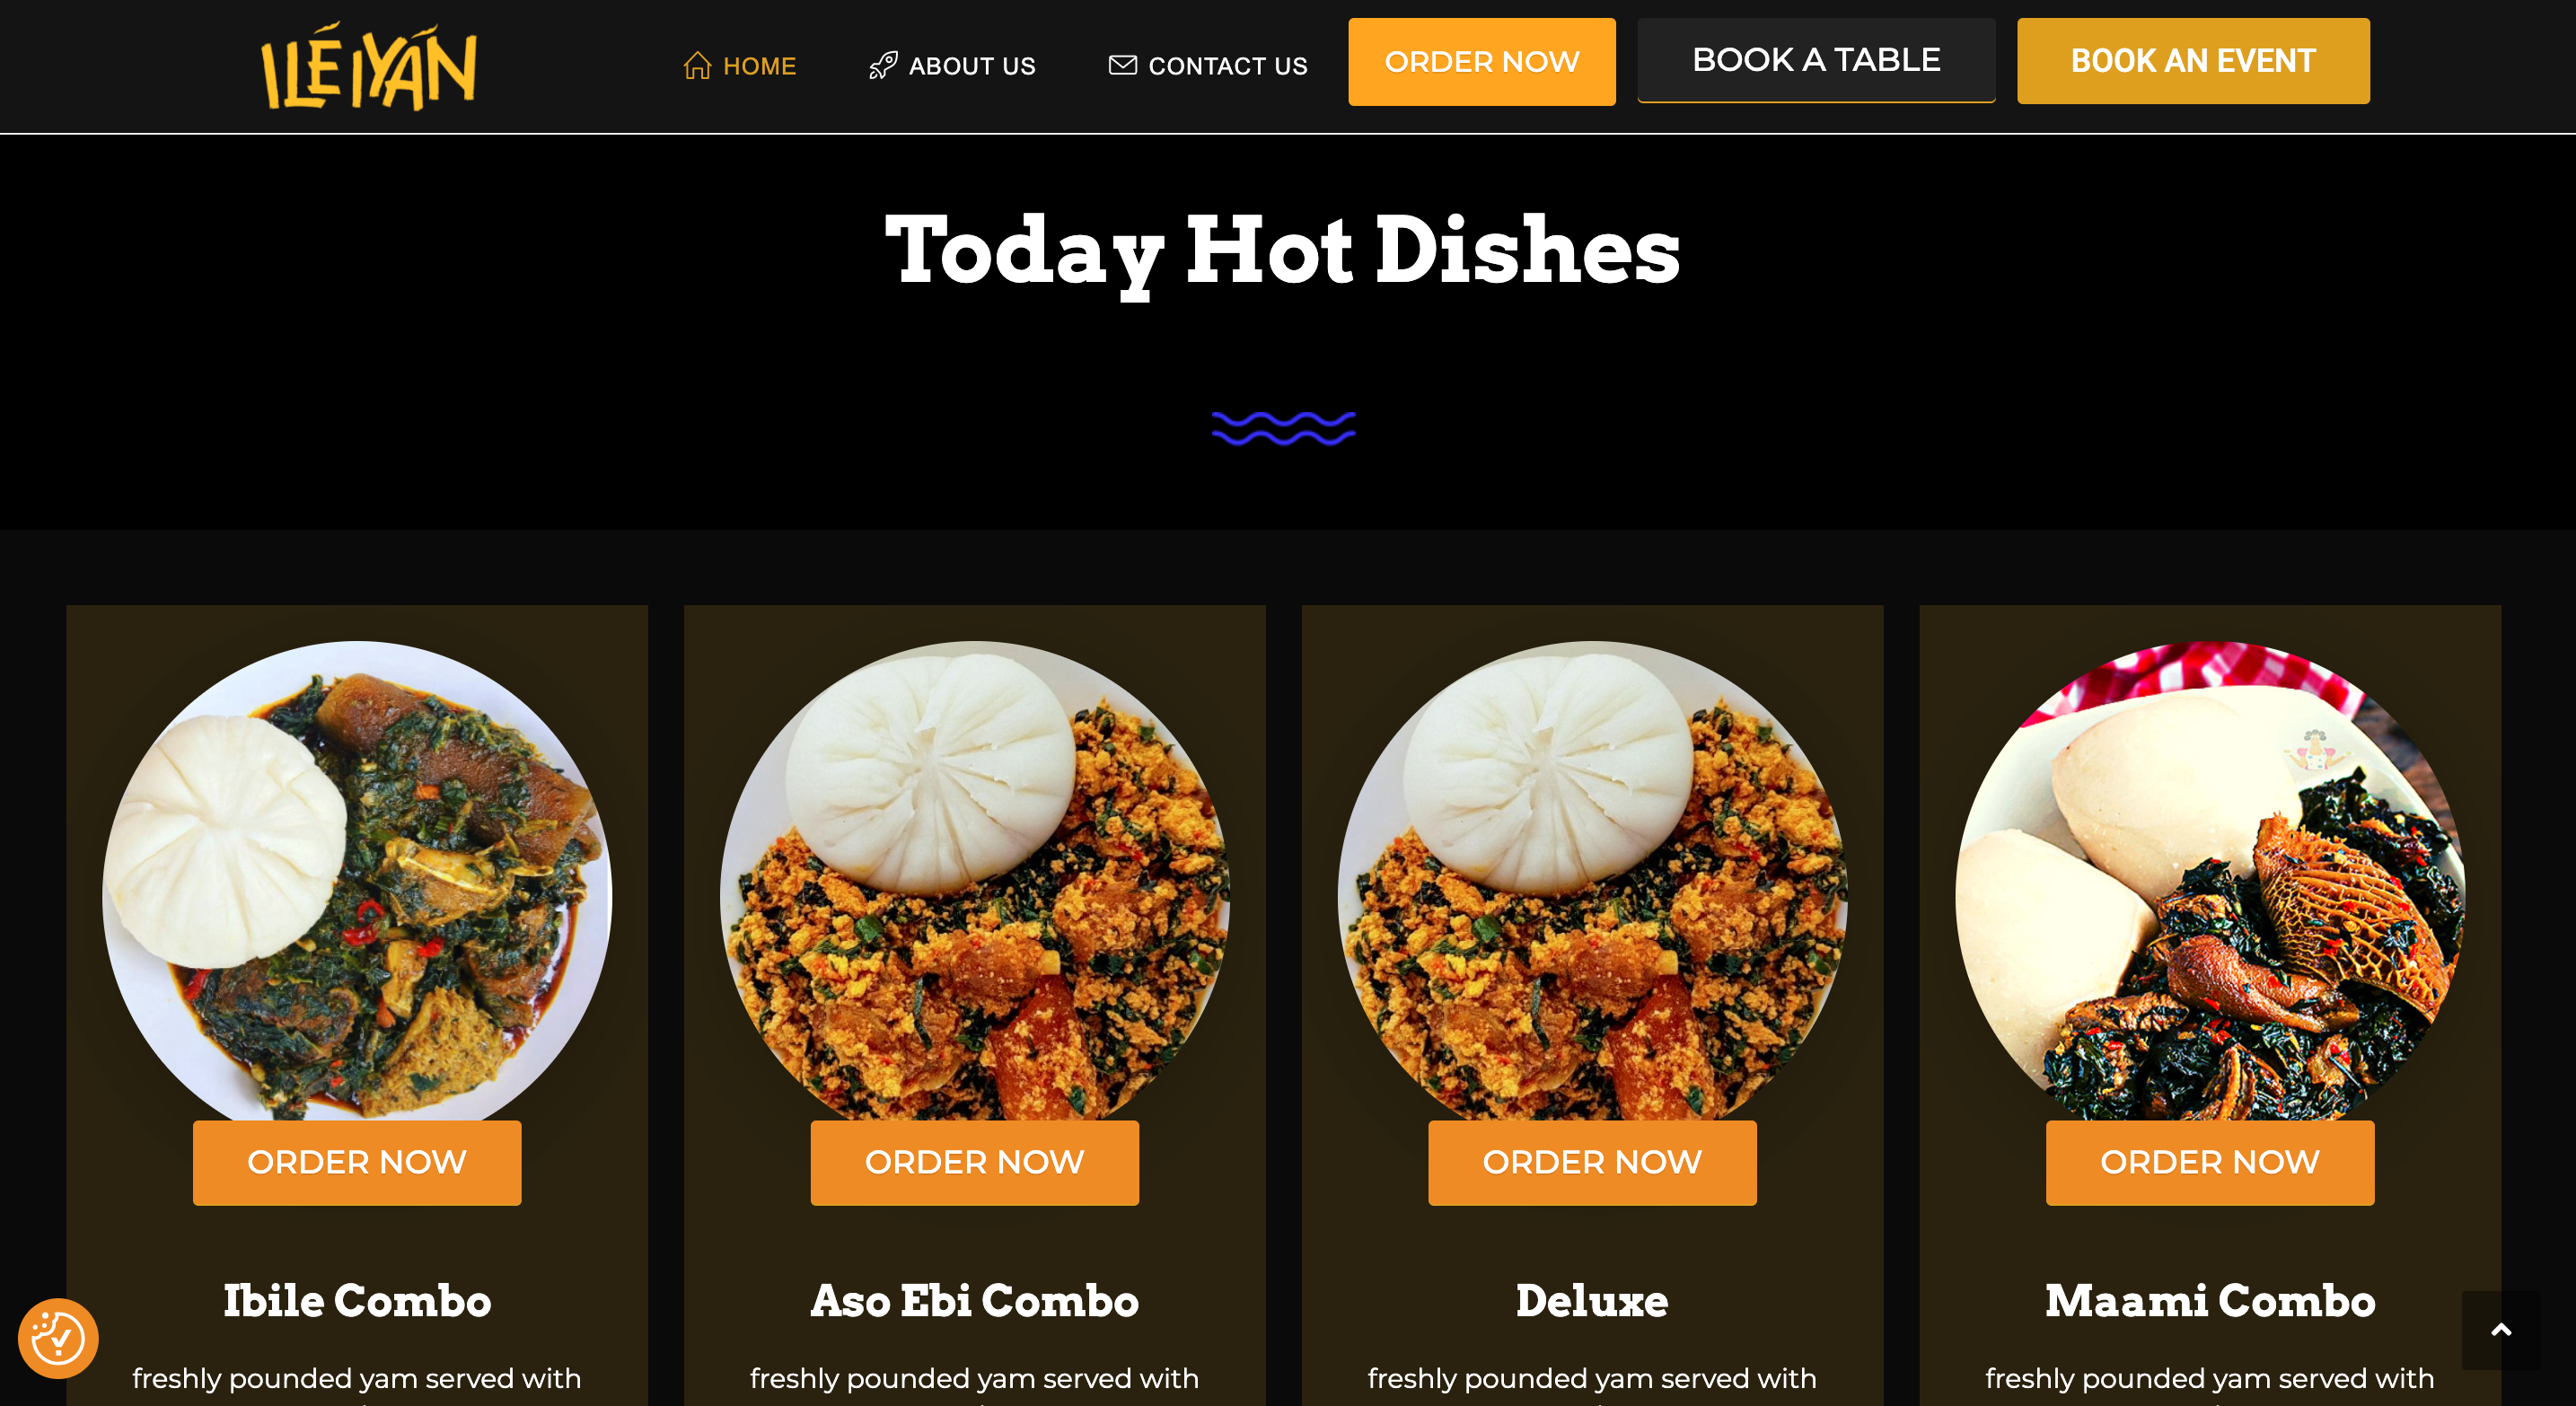 ILÉ IYÁN
HOME
ABOUT US
CONTACT US
ORDER NOW
BOOK A TABLE
BOOK AN EVENT
Today Hot Dishes
ORDER NOW
ORDER NOW
ORDER NOW
ORDER NOW
Ibile Combo
Aso Ebi Combo
Deluxe
Maami Combo
freshly pounded yam served with
freshly pounded yam served with
freshly pounded yam served with
freshly pounded yam served with